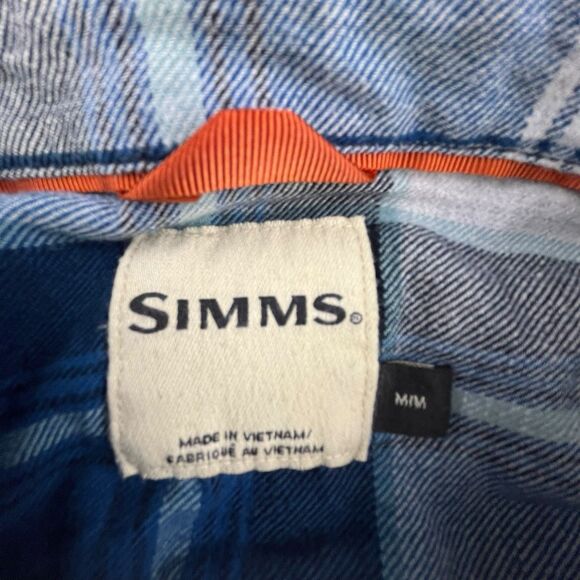 SIMMS®
M/M
MADE IN VIETNAM/
FABRIQUÉ AU VIETNAM